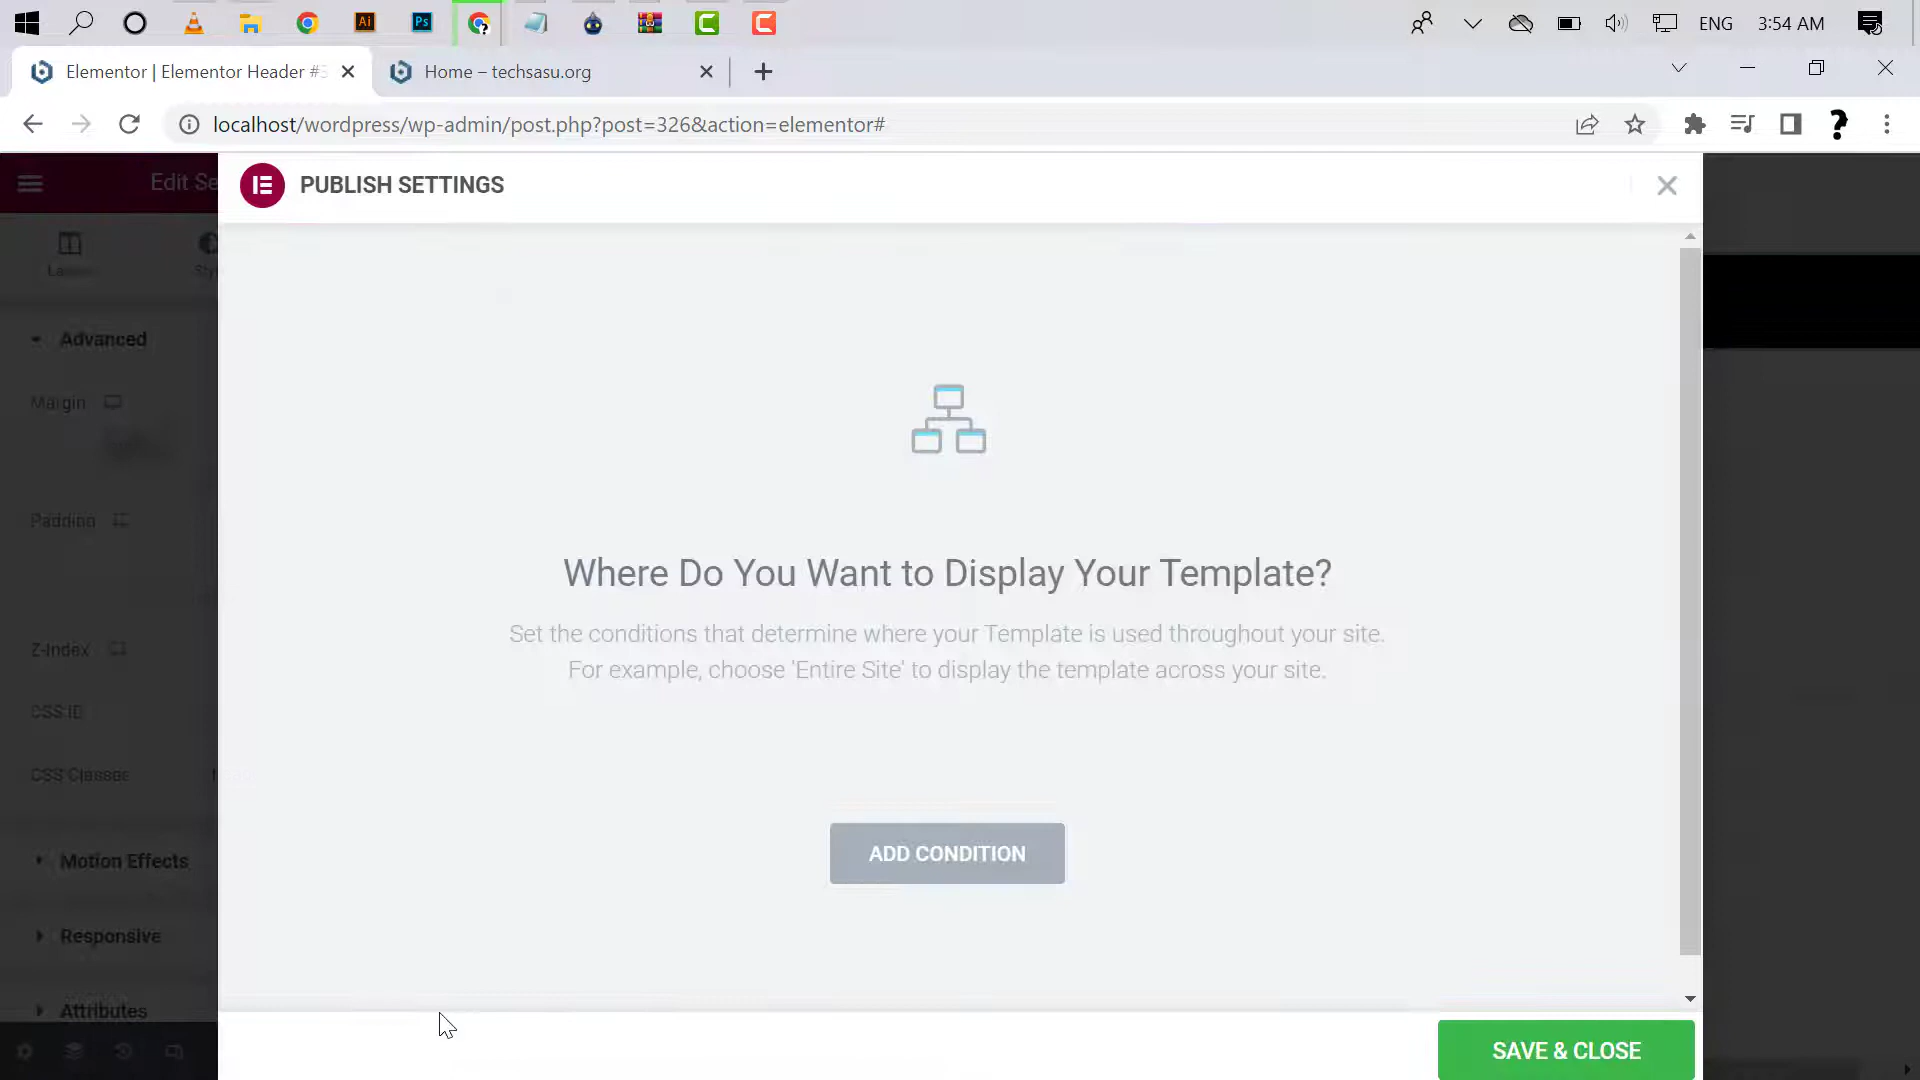 Ai
Ps
ENG
3:54 AM
Elementor | Elementor Header #3
Home – techsasu.org
localhost/wordpress/wp-admin/post.php?post=326&action=elementor#
Edit Se
PUBLISH SETTINGS
Advanced
Margin
Padding
Z-Index
CSS ID
CSS Classes
Motion Effects
Responsive
Attributes
Where Do You Want to Display Your Template?
Set the conditions that determine where your Template is used throughout your site.
For example, choose 'Entire Site' to display the template across your site.
ADD CONDITION
SAVE & CLOSE